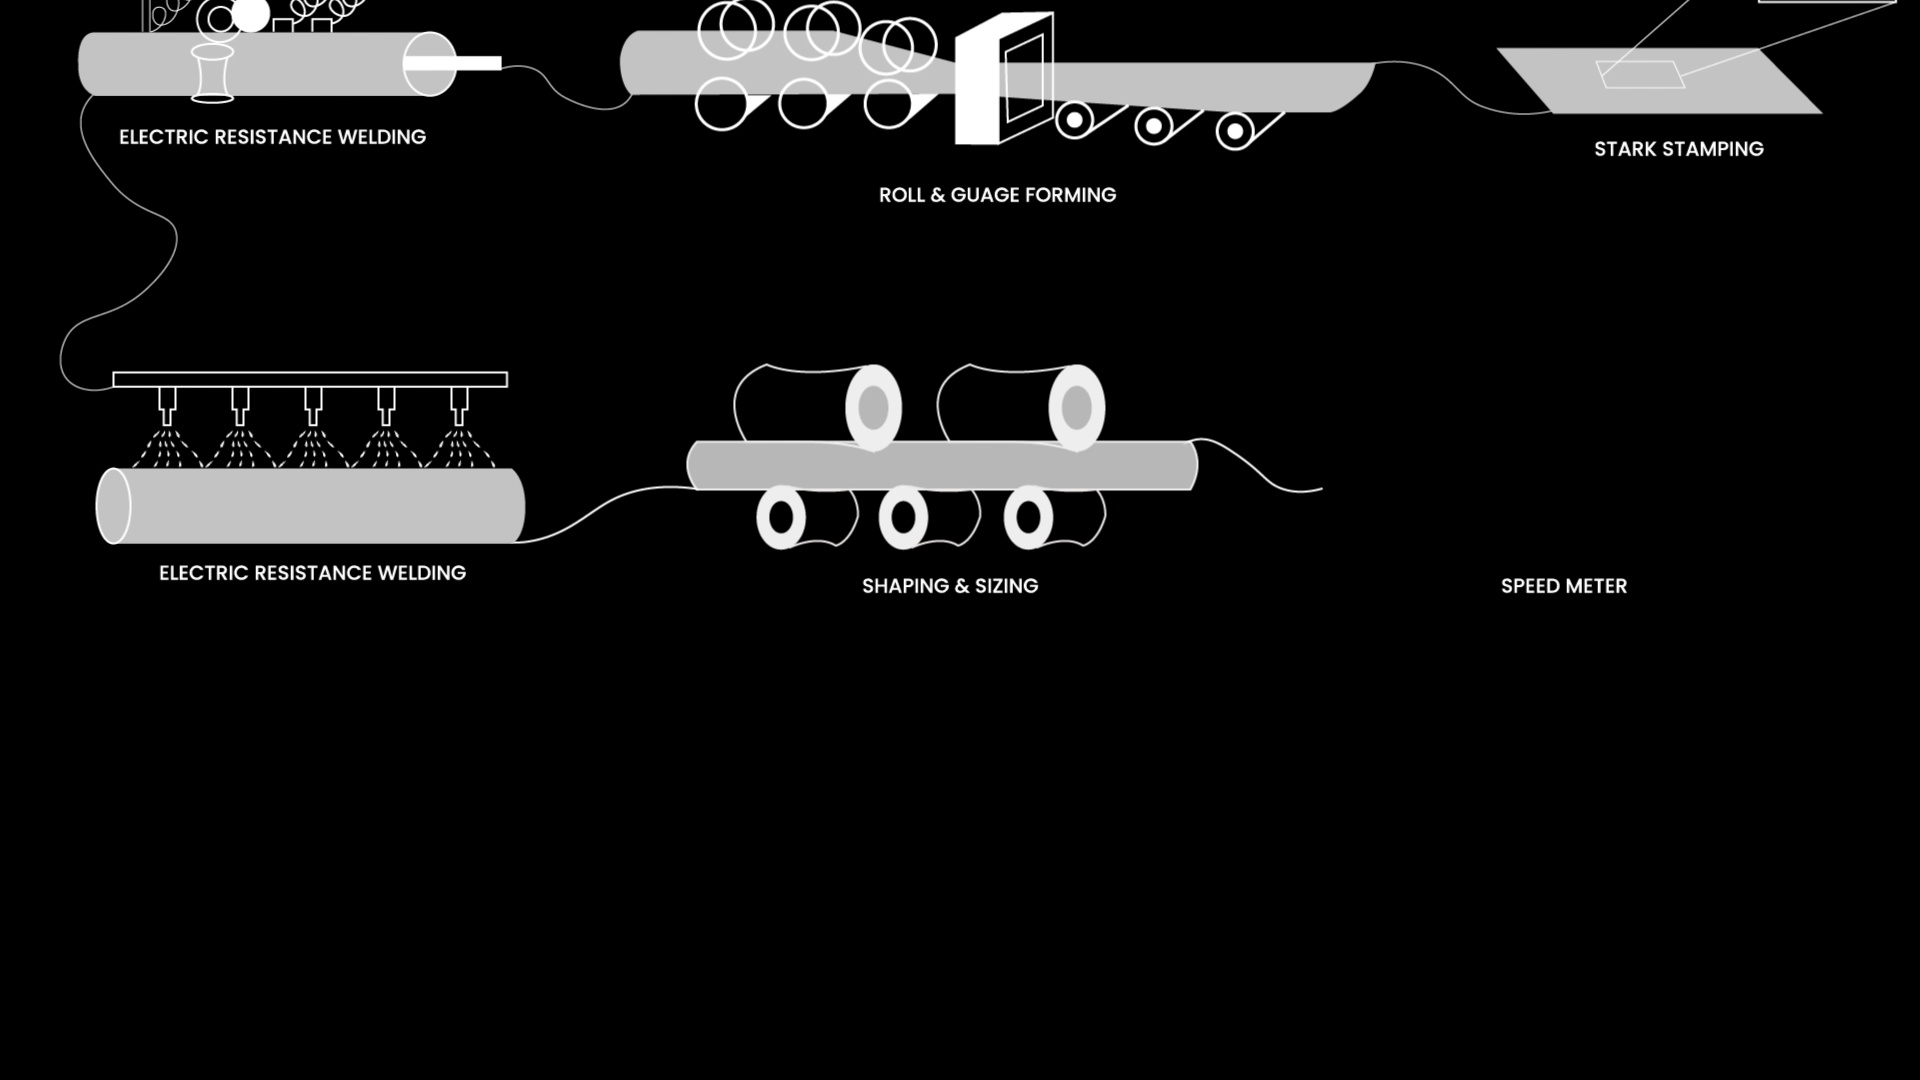 ELECTRIC RESISTANCE WELDING
ROLL & GUAGE FORMING
STARK STAMPING
ELECTRIC RESISTANCE WELDING
SHAPING & SIZING
SPEED METER